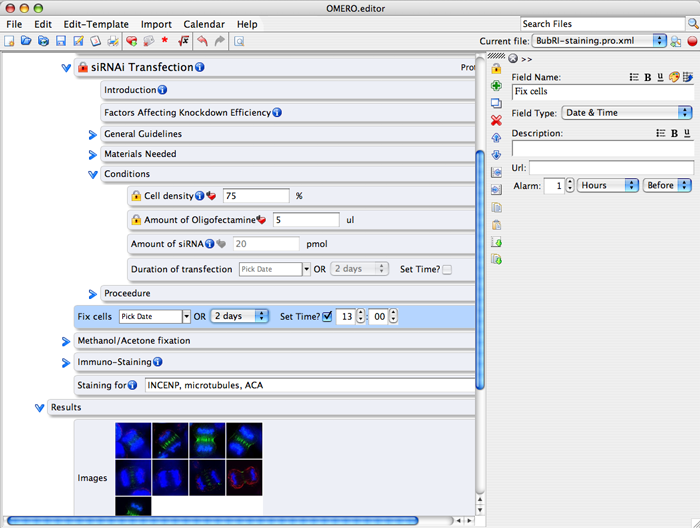 OMERO.editor
File Edit Edit-Template Import Calendar Help Search Files
Current file: BubRI-staining.pro.xml
siRNAi Transfection Prot
Introduction
Factors Affecting Knockdown Efficiency
General Guidelines
Materials Needed
Conditions
Cell density 75 %
Amount of Oligofectamine 5 ul
Amount of siRNA 20 pmol
Duration of transfection Pick Date OR 2 days Set Time?
Proceedure
Fix cells Pick Date OR 2 days Set Time? 13 : 00
Methanol/Acetone fixation
Immuno-Staining
Staining for INCENP, microtubules, ACA
Results
Images
>>
Field Name: B U
Fix cells
Field Type: Date & Time
Description: B U
Url:
Alarm: 1 Hours Before